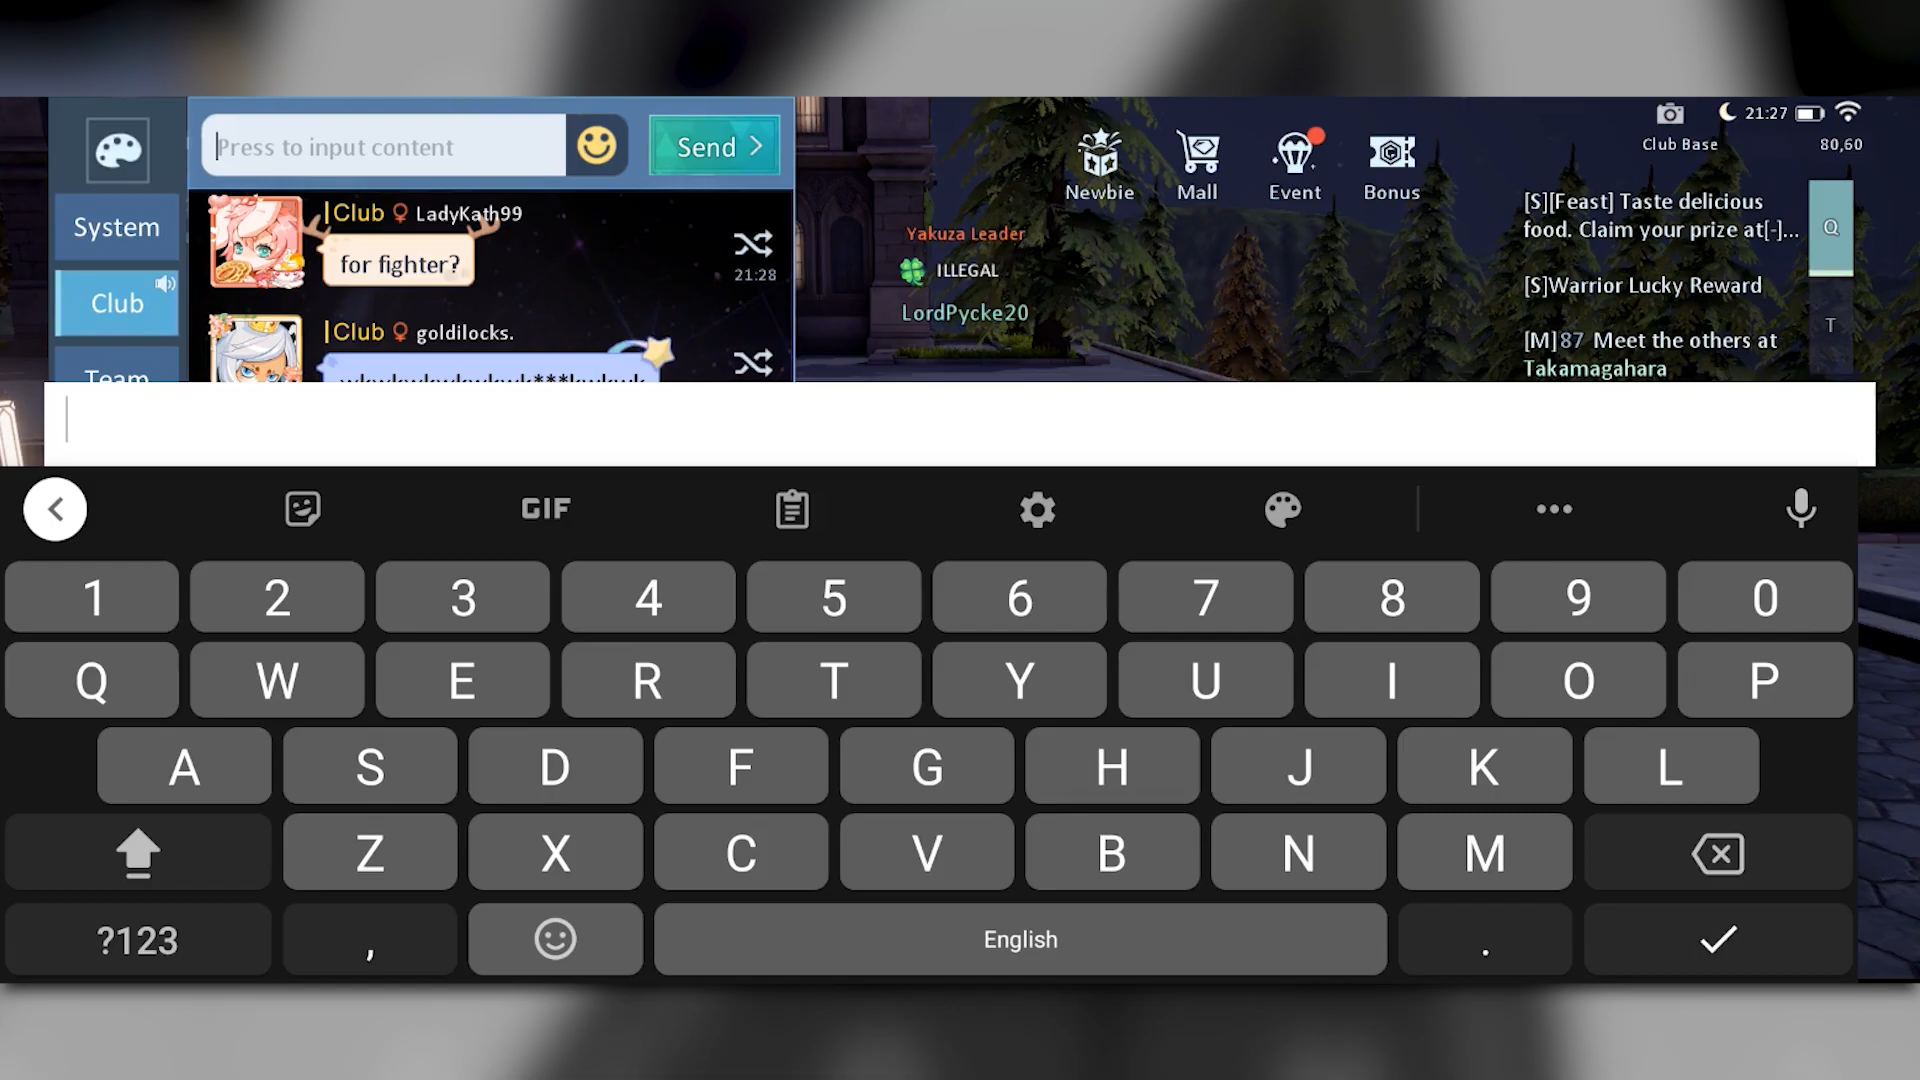 Press to input content
Send
System
Club
Team
Club LadyKath99
for fighter?
21:28
Club goldilocks.
Newbie
Mall
Event
Bonus
21:27
Club Base
80,60
Yakuza Leader
ILLEGAL
LordPycke20
[S][Feast] Taste delicious
food. Claim your prize at[-]...
[S]Warrior Lucky Reward
[M]87 Meet the others at
Takamagahara
Q
T
GIF
1 2 3 4 5 6 7 8 9 0
Q W E R T Y U I O P
A S D F G H J K L
Z X C V B N M
?123 , English .